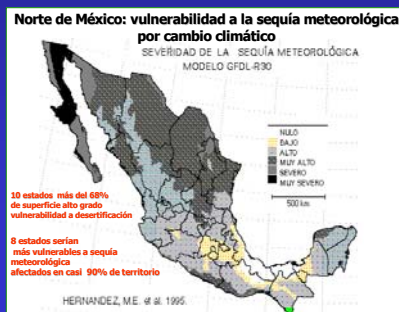 Norte de México: vulnerabilidad a la sequía meteorológica
por cambio climático
SEVERIDAD DE LA SEQUÍA METEOROLÓGICA
MODELO GFDL-R30
NULO
BAJO
ALTO
MUY ALTO
SEVERO
MUY SEVERO
500 km
10 estados más del 68%
de superficie alto grado
vulnerabilidad a desertificación
8 estados serían
más vulnerables a sequía
meteorológica
afectados en casi 90% de territorio
HERNANDEZ, M.E. et al. 1995.